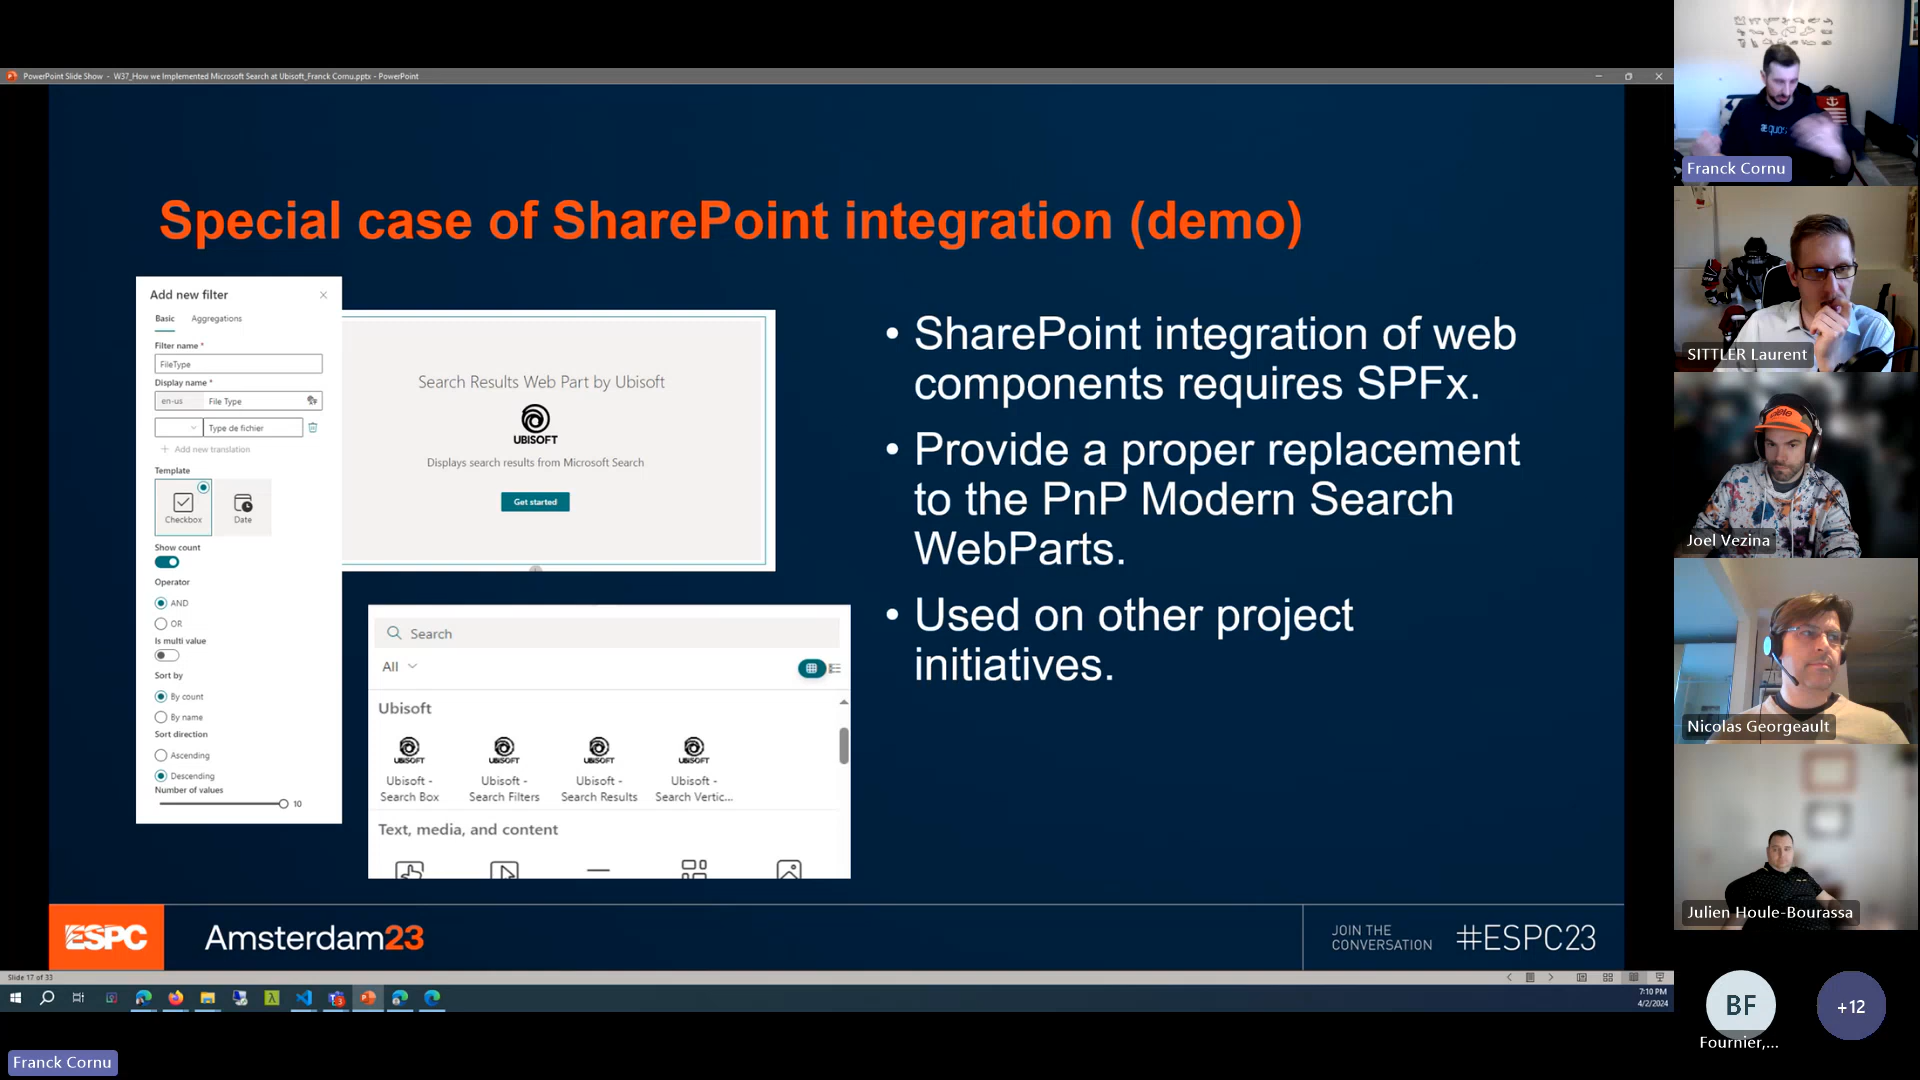 PowerPoint Slide Show - W37_How we Implemented Microsoft Search at Ubisoft_Franck Cornu.pptx - PowerPoint
Special case of SharePoint integration (demo)
Add new filter
Basic Aggregations
Filter name *
FileType
Display name *
en-us File Type
Type de fichier
+ Add new translation
Template
Checkbox Date
Show count
Operator
AND
OR
Is multi value
Sort by
By count
By name
Sort direction
Ascending
Descending
Number of values
10
Search Results Web Part by Ubisoft
UBISOFT
Displays search results from Microsoft Search
Get started
Search
All
Ubisoft
UBISOFT UBISOFT UBISOFT UBISOFT
Ubisoft - Ubisoft - Ubisoft - Ubisoft -
Search Box Search Filters Search Results Search Vertic...
Text, media, and content
• SharePoint integration of web
components requires SPFx.
• Provide a proper replacement
to the PnP Modern Search
WebParts.
• Used on other project
initiatives.
ESPC
Amsterdam23
JOIN THE
CONVERSATION
#ESPC23
Slide 17 of 33
7:10 PM
4/2/2024
Franck Cornu
Franck Cornu
SITTLER Laurent
Joel Vezina
Nicolas Georgeault
Julien Houle-Bourassa
BF
Fournier,...
+12